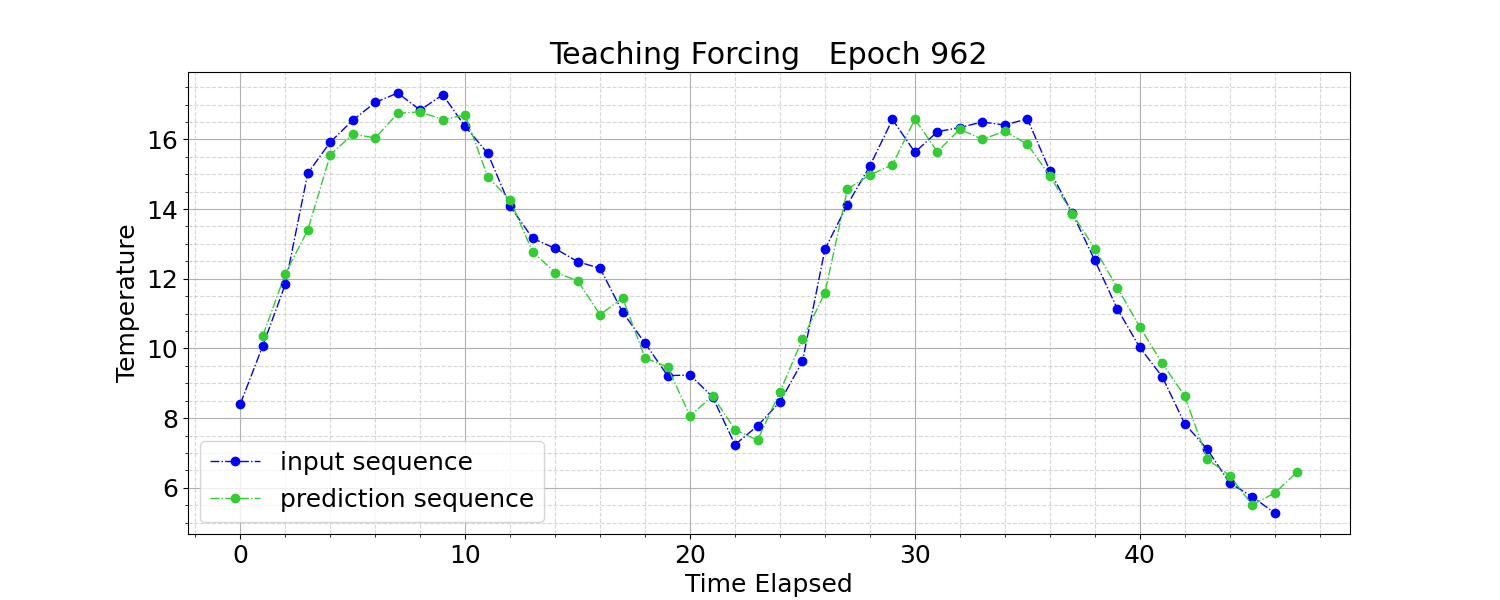 Teaching Forcing   Epoch 962
16
14
12
10
8
6
Temperature
input sequence
prediction sequence
0 10 20 30 40
Time Elapsed